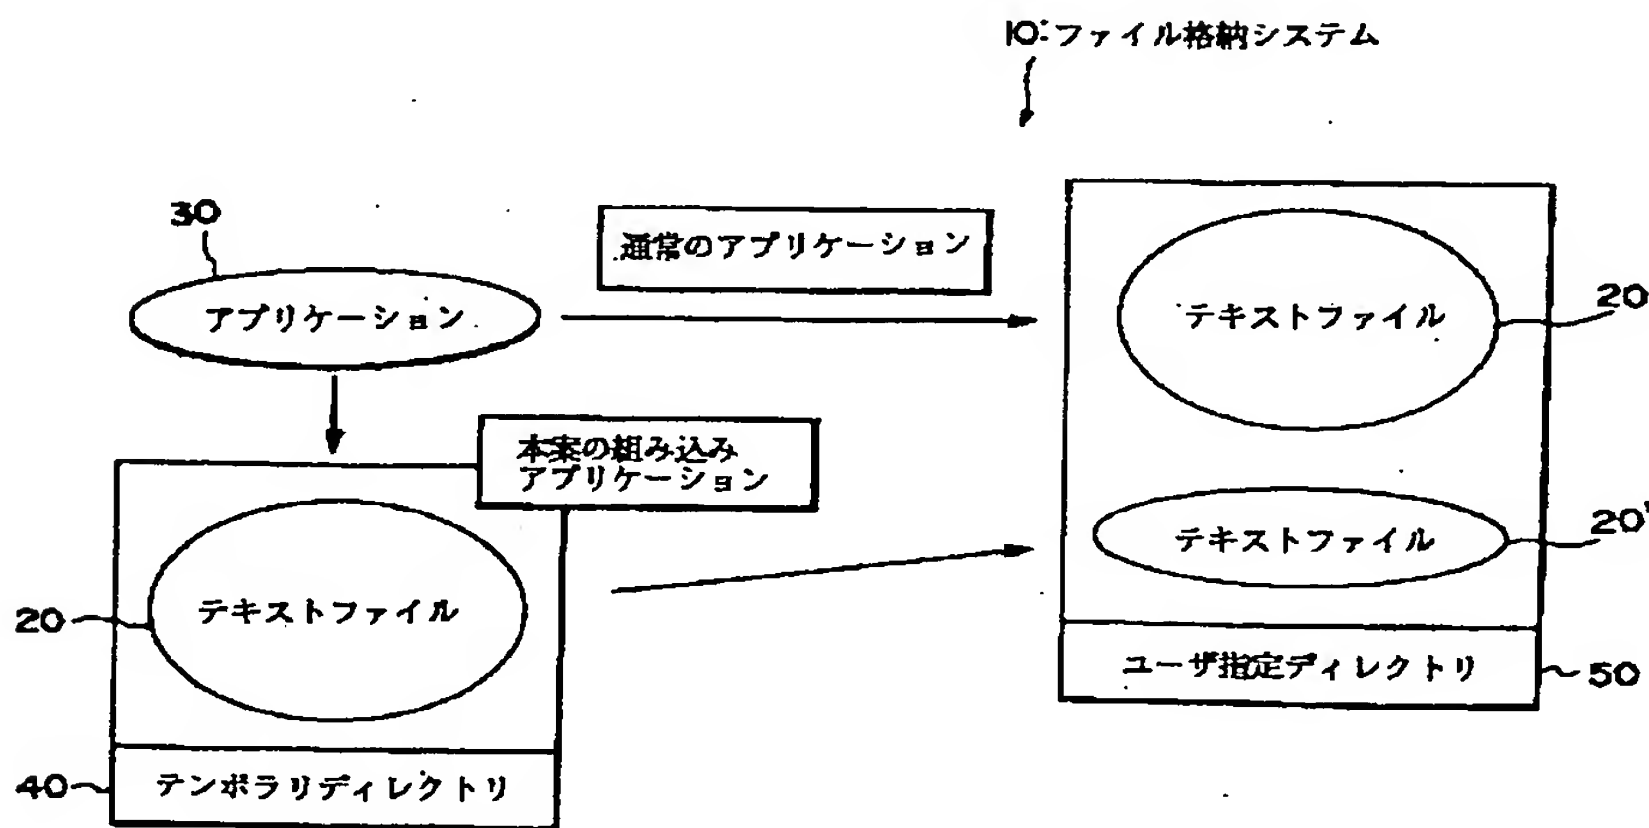 10:ファイル格納システム
30
通常のアプリケーション
アプリケーション
テキストファイル
20
本案の組み込み
アプリケーション
テキストファイル
20'
20
テキストファイル
ユーザ指定ディレクトリ
50
40
テンポラリディレクトリ